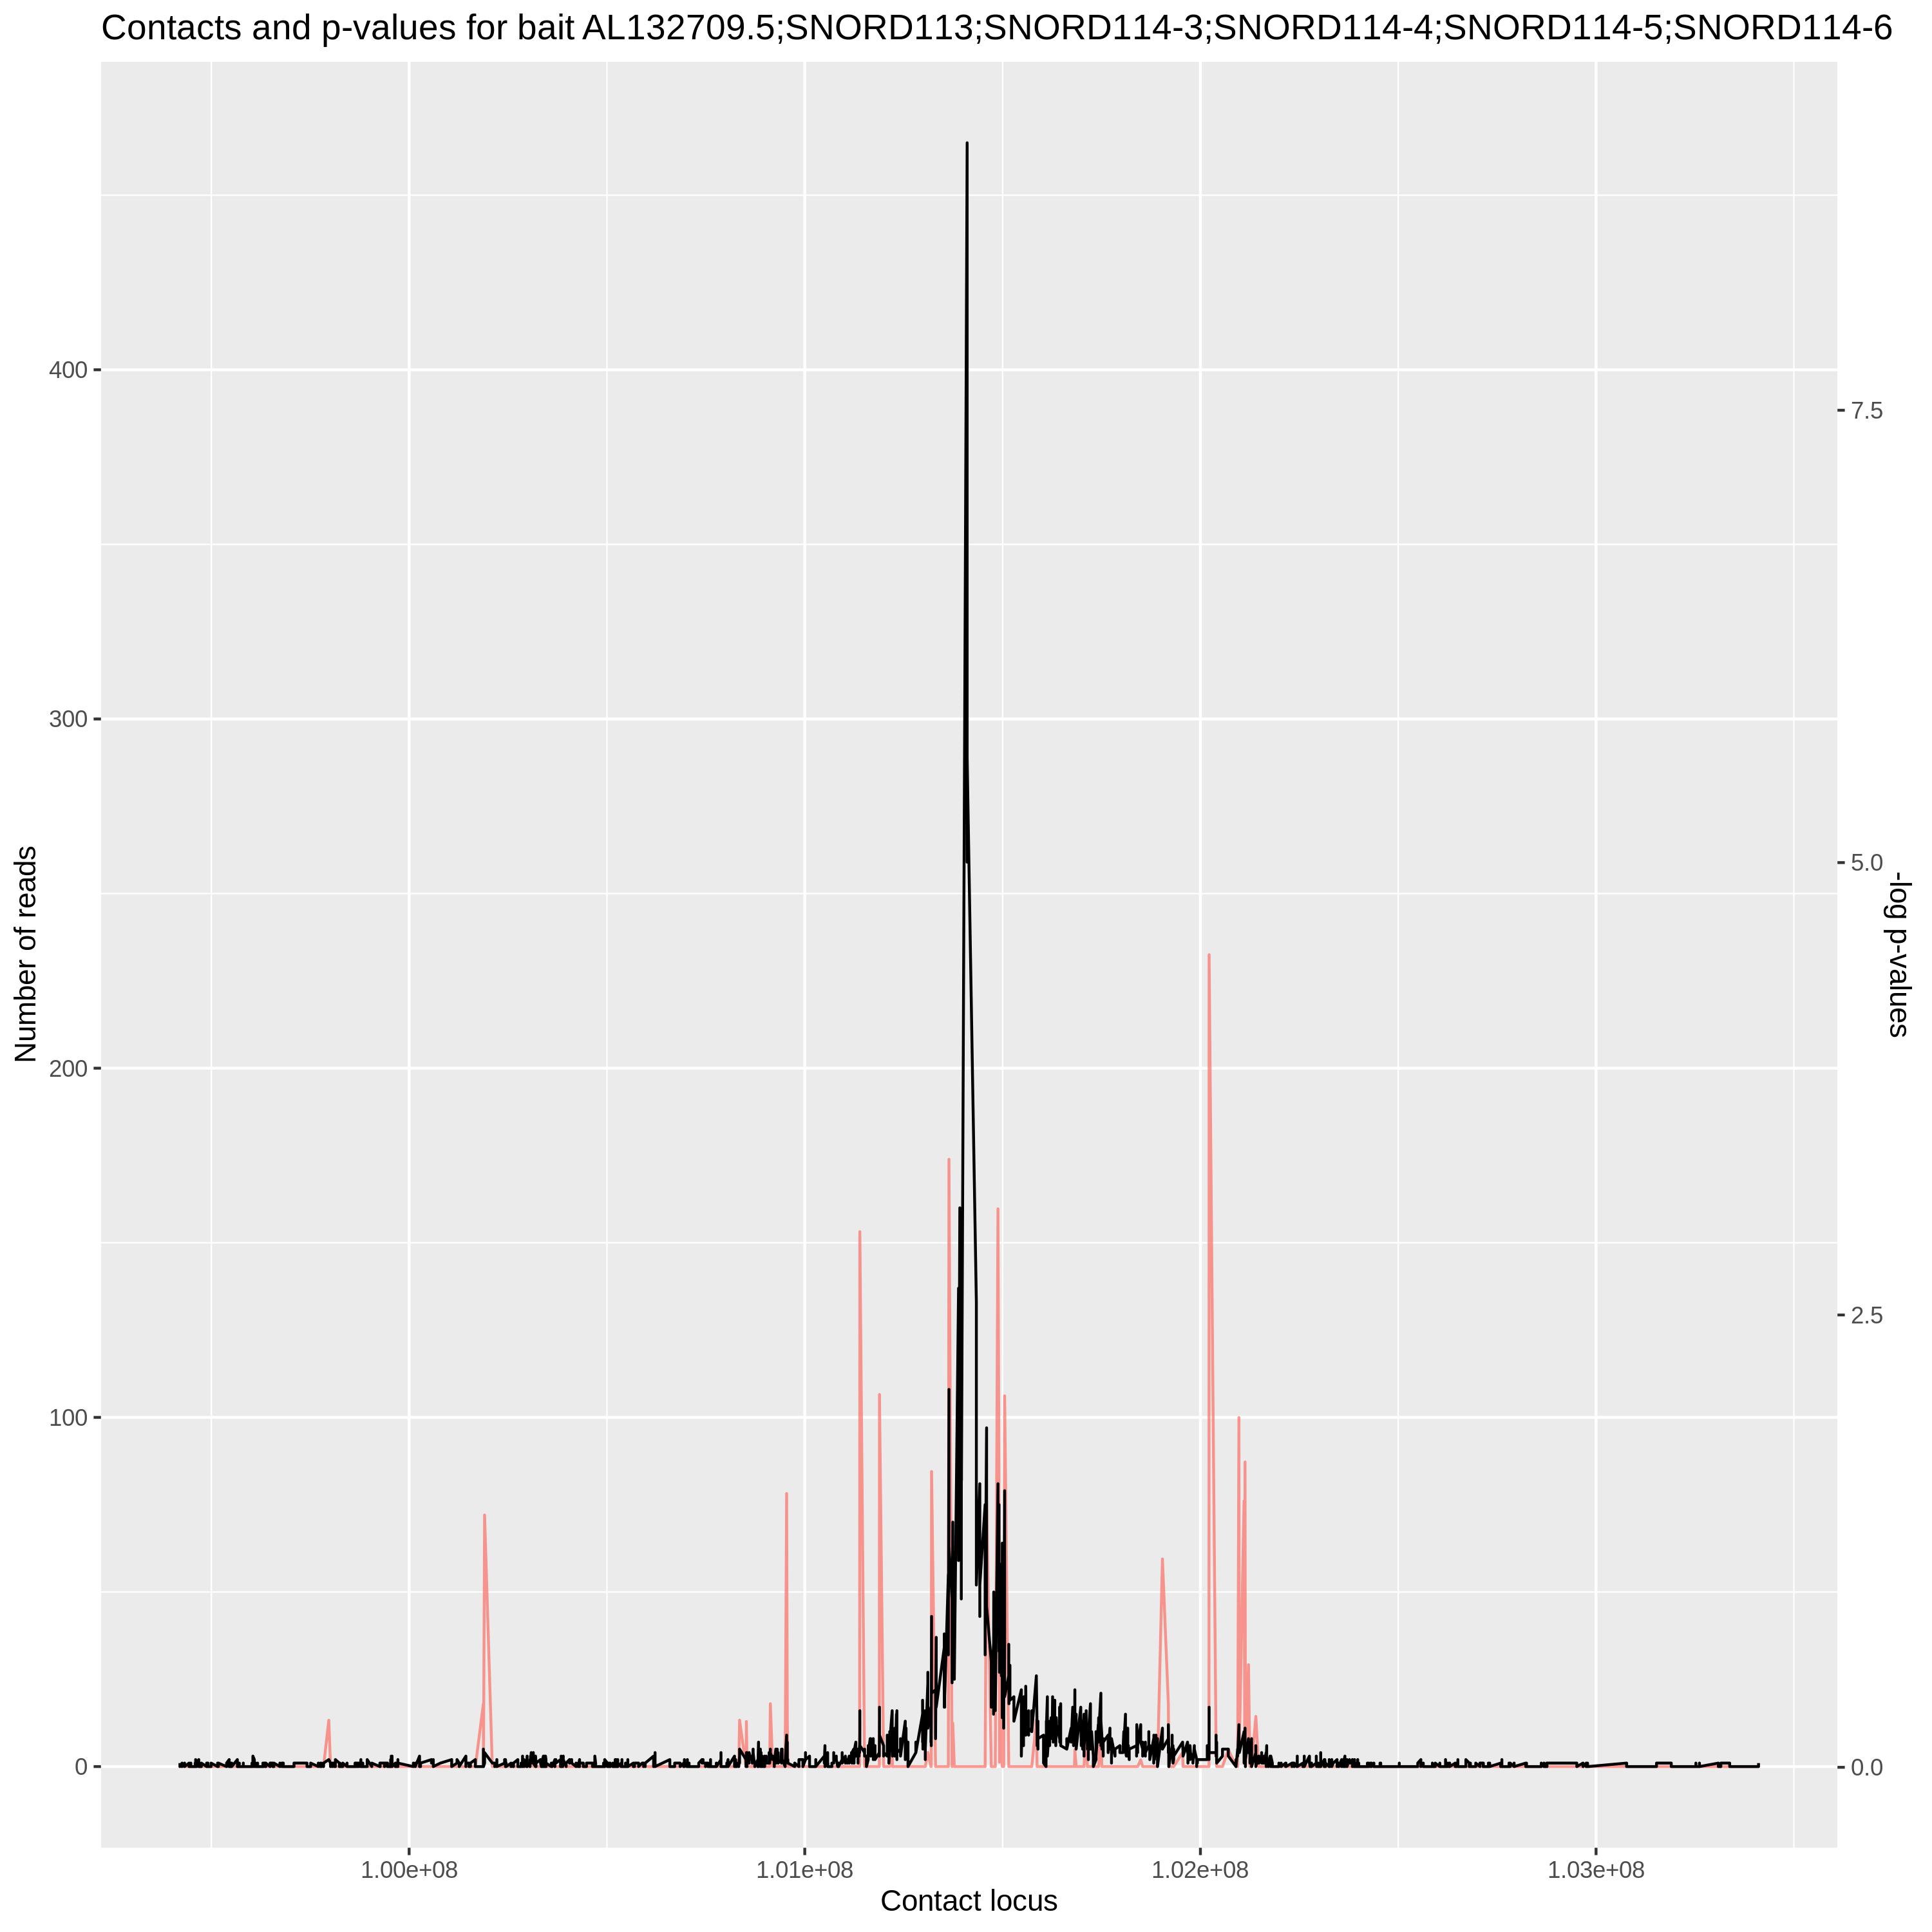 Contacts and p-values for bait AL132709.5;SNORD113;SNORD114-3;SNORD114-4;SNORD114-5;SNORD114-6
Number of reads
400
300
200
100
0
7.5
5.0
2.5
0.0
-log p-values
1.00e+08
1.01e+08
1.02e+08
1.03e+08
Contact locus